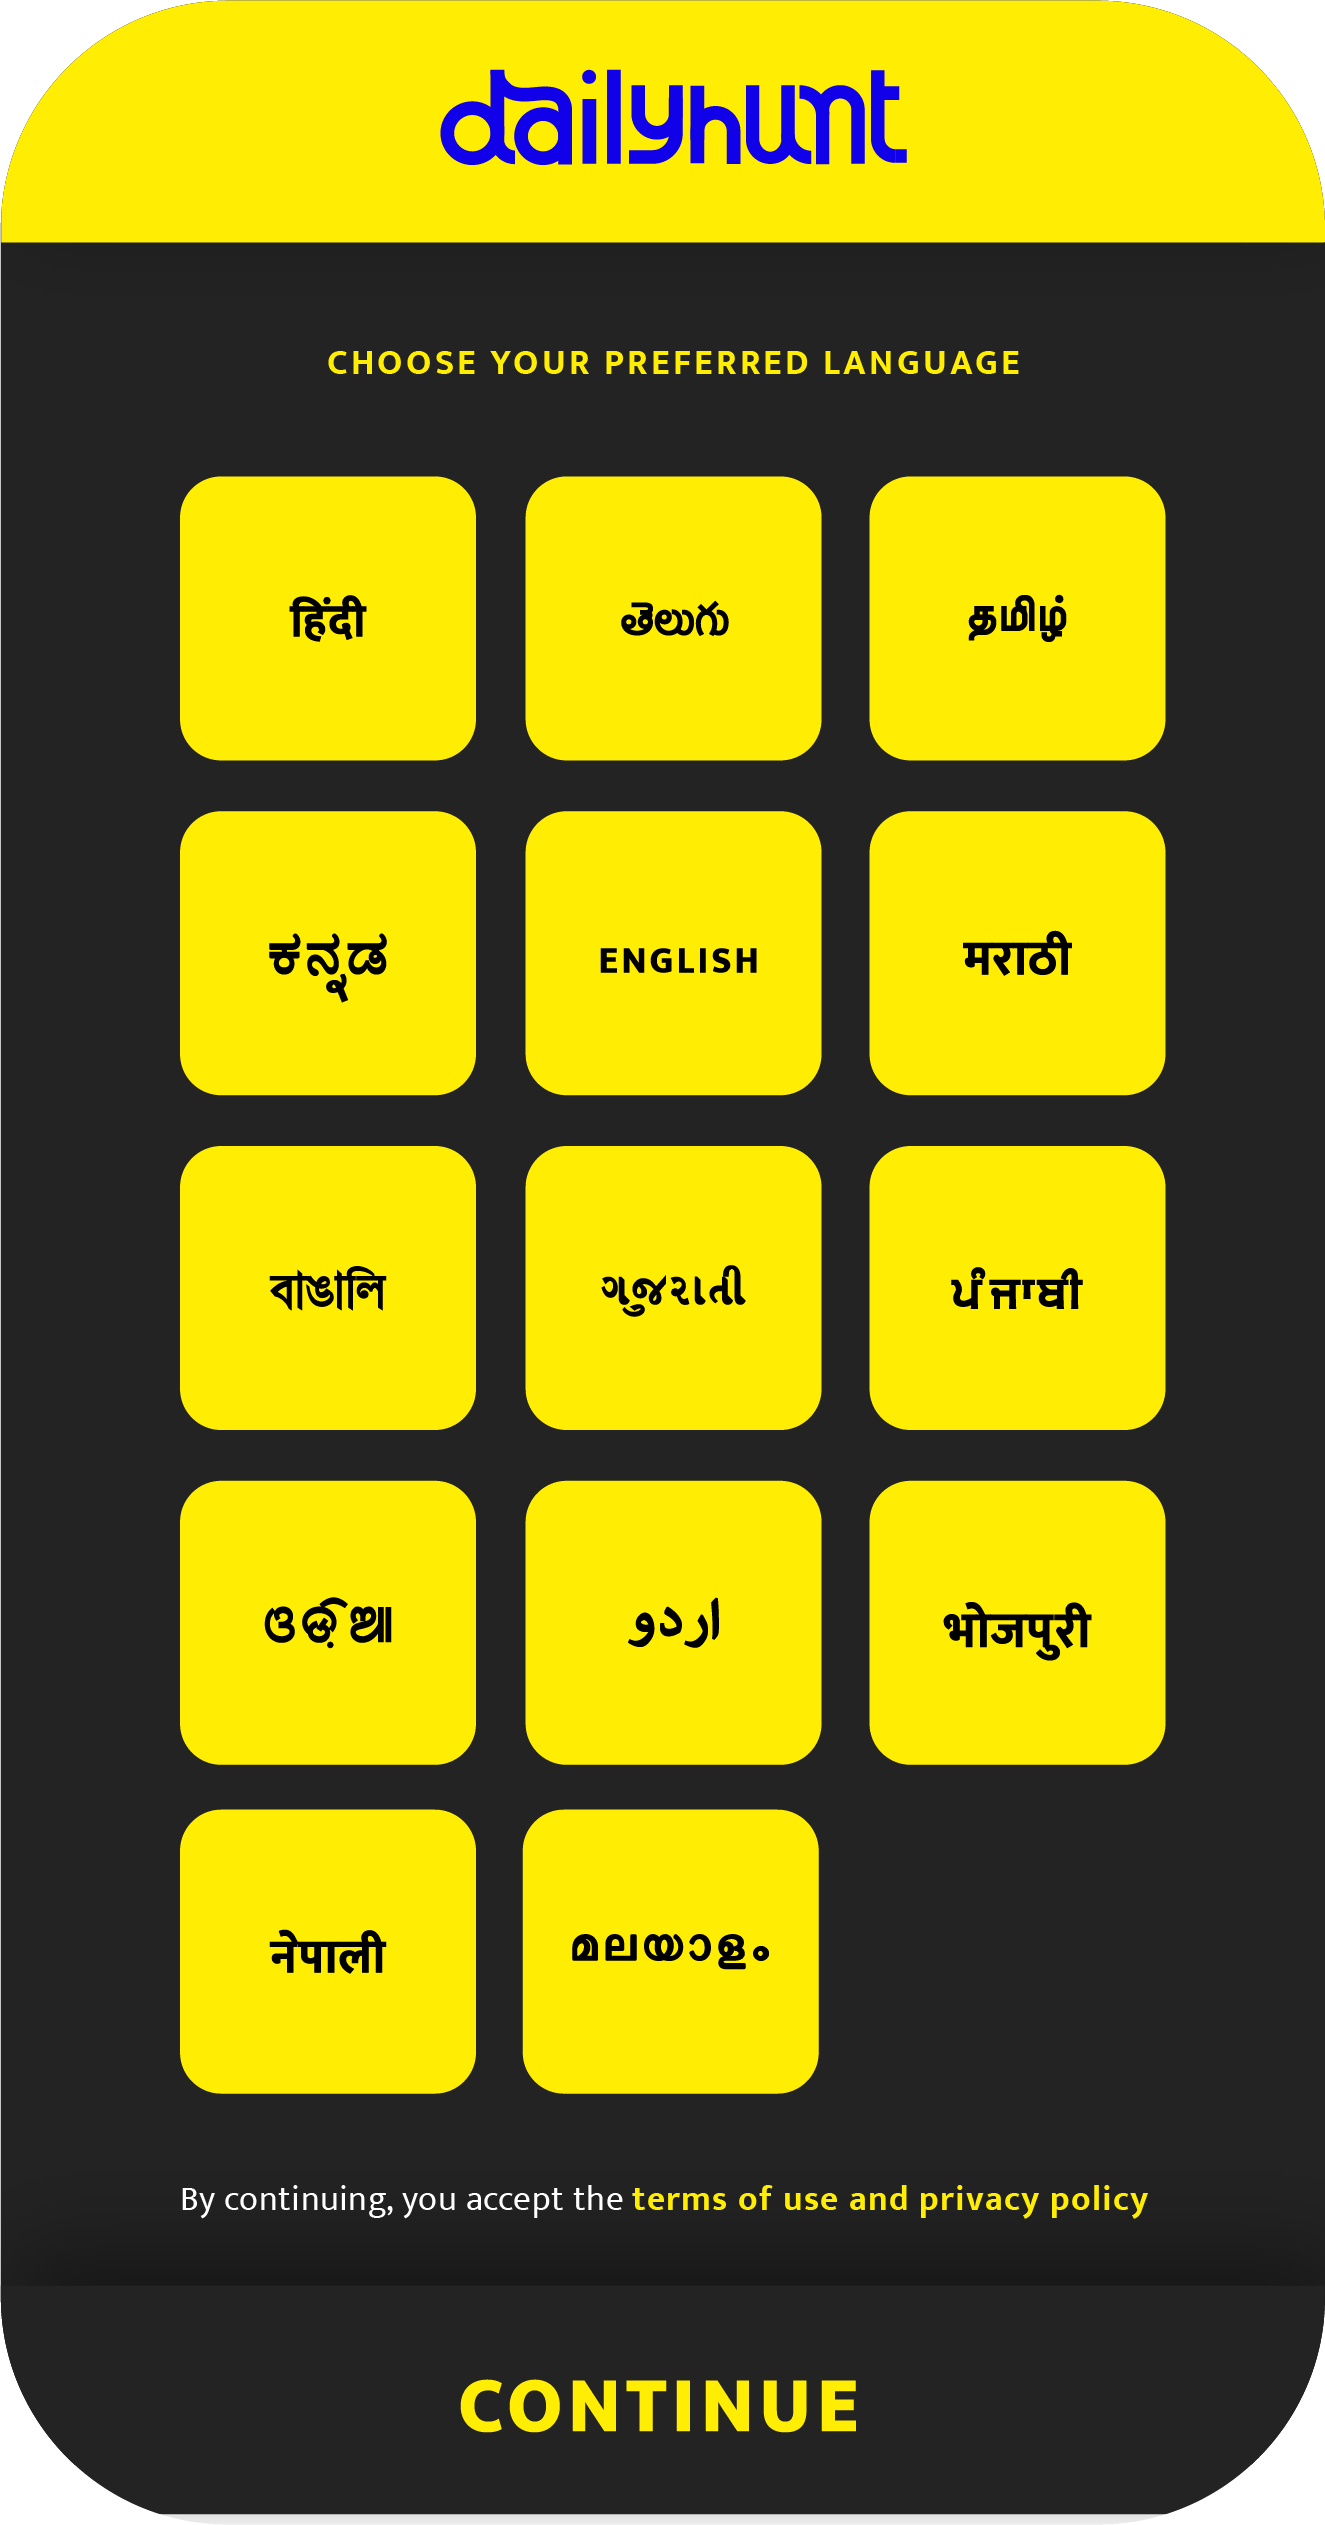 dailyhunt
CHOOSE YOUR PREFERRED LANGUAGE
हिंदी
తెలుగు
தமிழ்
ಕನ್ನಡ
ENGLISH
मराठी
বাঙালি
ગુજરાતી
ਪੰਜਾਬੀ
ଓଡ଼ିଆ
اردو
भोजपुरी
नेपाली
മലയാളം
By continuing, you accept the terms of use and privacy policy
CONTINUE